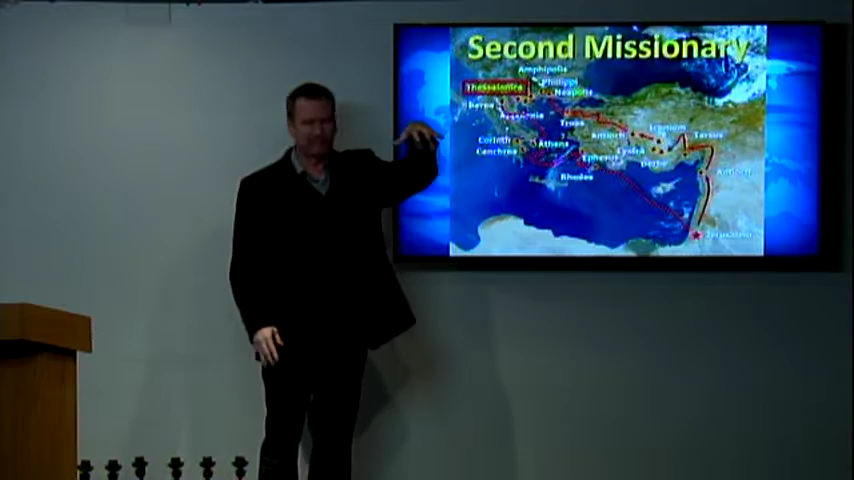 Second Missionary
Amphipolis
Philippi
Thessalonica
Neapolis
Berea
Troas
Antioch
Iconium
Tarsus
Corinth
Athens
Lystra
Cenchrea
Ephesus
Derbe
Antioch
Rhodes
Jerusalem